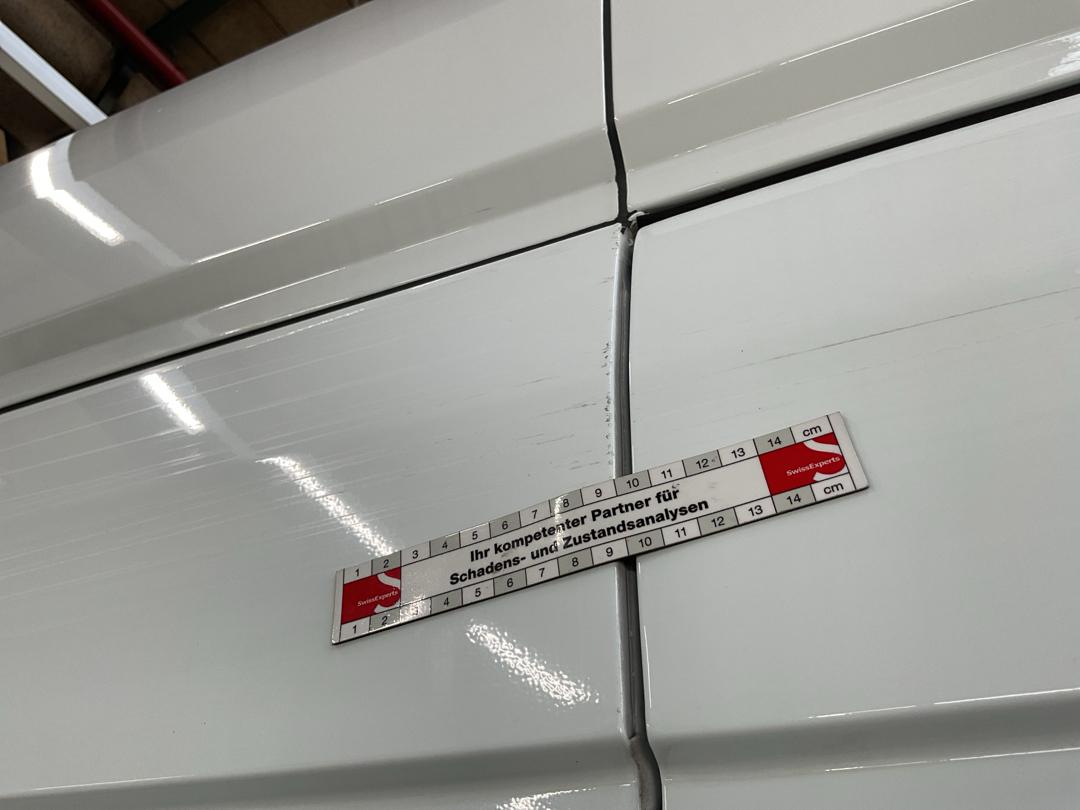 1 2 3 4 5 6 7 8 9 10 11 12 13 14 cm
Ihr kompetenter Partner für
Schadens- und Zustandsanalysen
SwissExperts
SwissExperts
1 2 3 4 5 6 7 8 9 10 11 12 13 14 cm